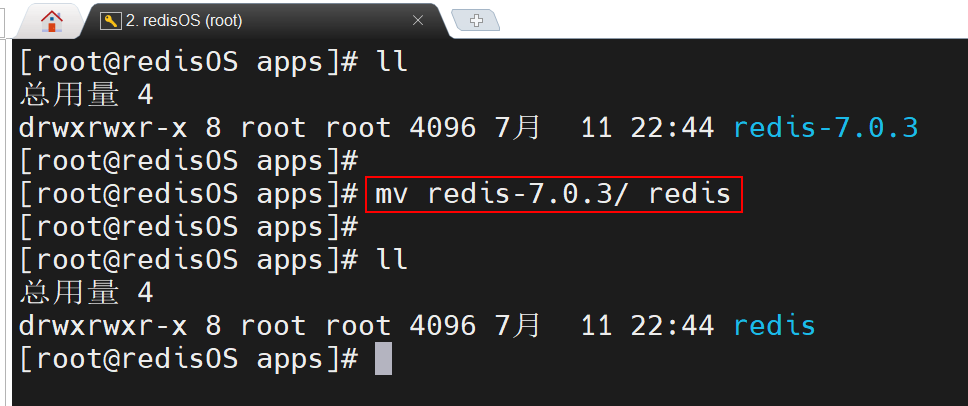 2. redisOS (root)
[root@redisOS apps]# ll
总用量 4
drwxrwxr-x 8 root root 4096 7月  11 22:44 redis-7.0.3
[root@redisOS apps]#
[root@redisOS apps]# mv redis-7.0.3/ redis
[root@redisOS apps]#
[root@redisOS apps]# ll
总用量 4
drwxrwxr-x 8 root root 4096 7月  11 22:44 redis
[root@redisOS apps]#